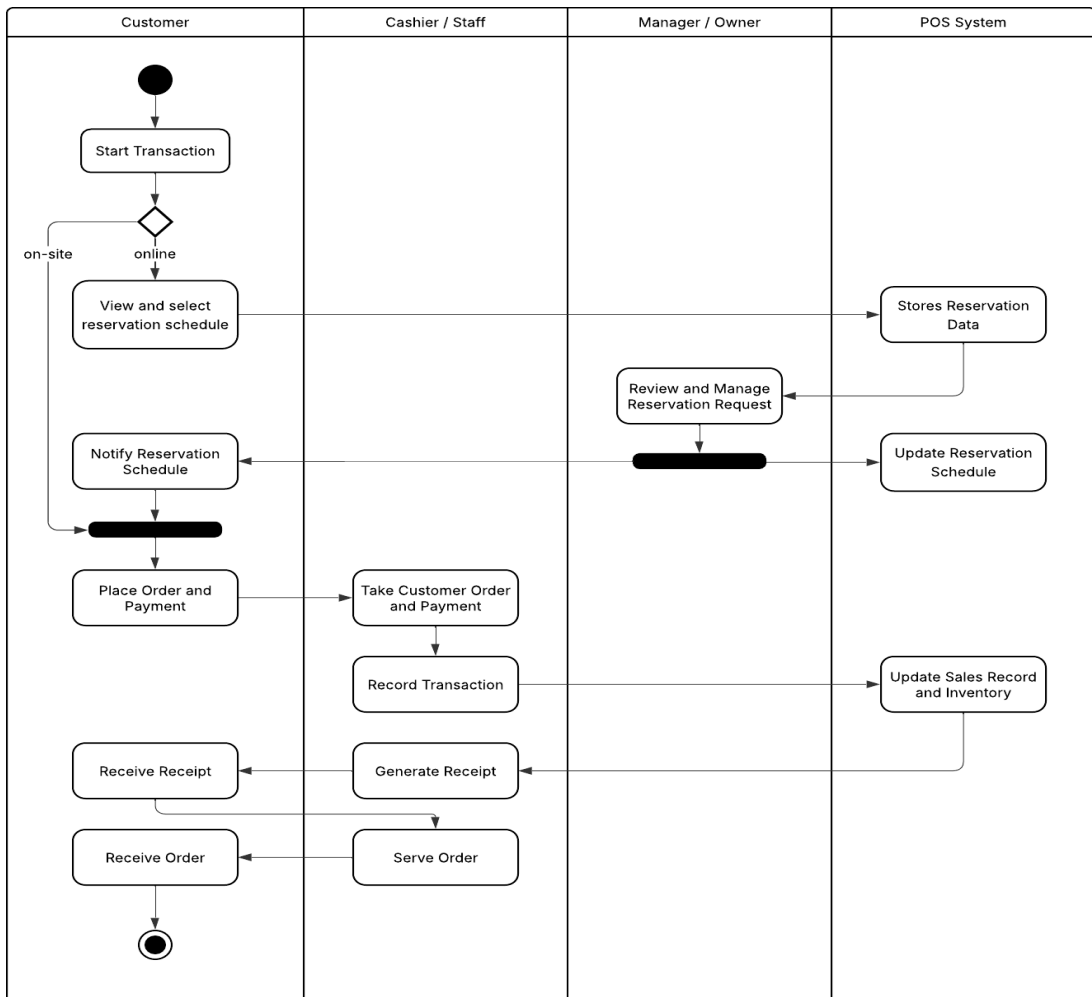 Customer
Cashier / Staff
Manager / Owner
POS System
Start Transaction
on-site
online
View and select
reservation schedule
Stores Reservation
Data
Review and Manage
Reservation Request
Notify Reservation
Schedule
Update Reservation
Schedule
Place Order and
Payment
Take Customer Order
and Payment
Record Transaction
Update Sales Record
and Inventory
Receive Receipt
Generate Receipt
Receive Order
Serve Order